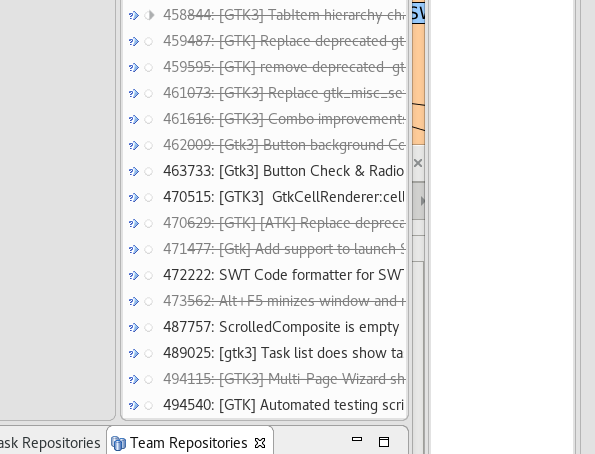 458844: [GTK3] TabItem hierarchy ch
459487: [GTK] Replace deprecated gt
459595: [GTK] remove deprecated gt
461073: [GTK3] Replace gtk_misc_se
461616: [GTK3] Combo improvement
462009: [Gtk3] Button background Co
463733: [Gtk3] Button Check & Radio
470515: [GTK3] GtkCellRenderer:cell
470629: [GTK] [ATK] Replace depreca
471477: [Gtk] Add support to launch S
472222: SWT Code formatter for SWT
473562: Alt+F5 minizes window and r
487757: ScrolledComposite is empty
489025: [gtk3] Task list does show ta
494115: [GTK3] Multi-Page Wizard sh
494540: [GTK] Automated testing scri
ask Repositories
Team Repositories